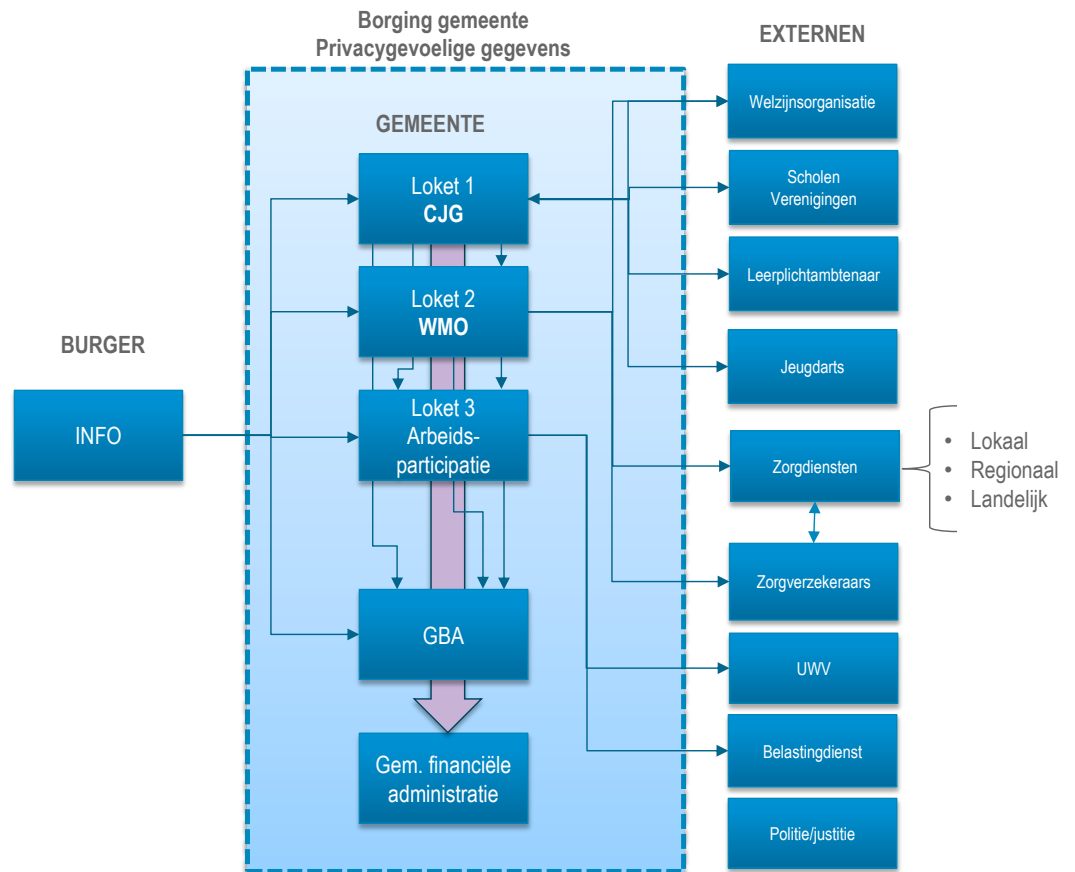 Borging gemeente
Privacygevoelige gegevens
EXTERNEN
GEMEENTE
BURGER
INFO
Loket 1
CJG
Loket 2
WMO
Loket 3
Arbeids-
participatie
GBA
Gem. financiële
administratie
Welzijnsorganisatie
Scholen
Verenigingen
Leerplichtambtenaar
Jeugdarts
Zorgdiensten
• Lokaal
• Regionaal
• Landelijk
Zorgverzekeraars
UWV
Belastingdienst
Politie/justitie